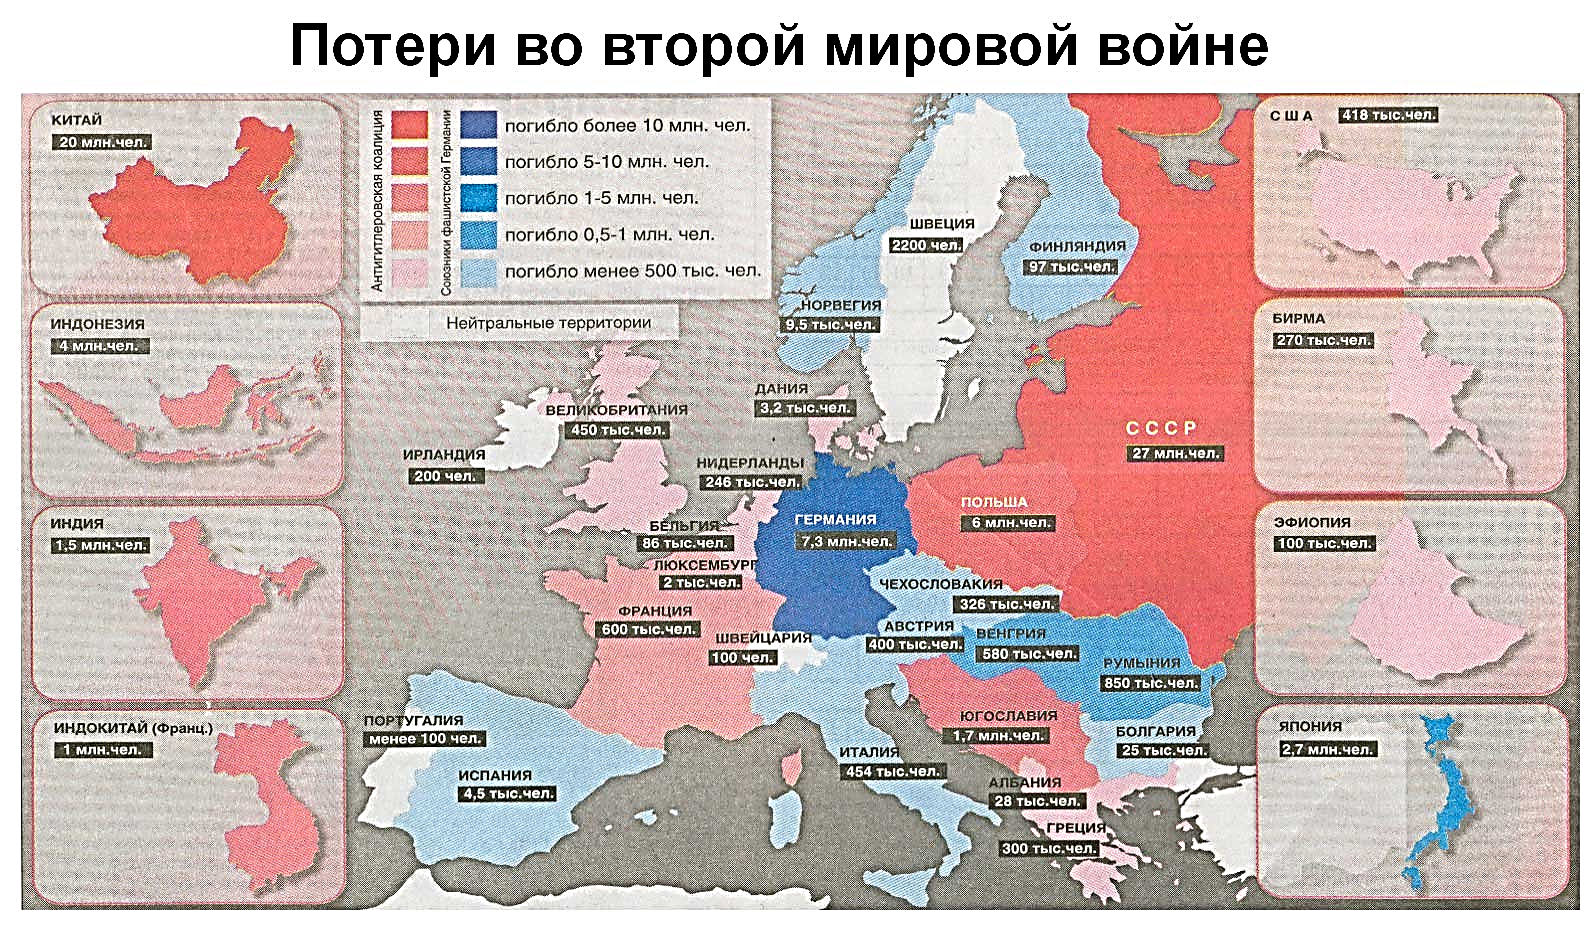 Потери во второй мировой войне
КИТАЙ
20 млн.чел.
ИНДОНЕЗИЯ
4 млн.чел.
ИНДИЯ
1,5 млн.чел.
ИНДОКИТАЙ (Франц.)
1 млн.чел.
Антигитлеровская коалиция
Союзники фашистской Германии
погибло более 10 млн. чел.
погибло 5-10 млн. чел.
погибло 1-5 млн. чел.
погибло 0,5-1 млн. чел.
погибло менее 500 тыс. чел.
Нейтральные территории
ШВЕЦИЯ
2200 чел.
ФИНЛЯНДИЯ
97 тыс.чел.
НОРВЕГИЯ
9,5 тыс.чел.
ДАНИЯ
3,2 тыс.чел.
ВЕЛИКОБРИТАНИЯ
450 тыс.чел.
ИРЛАНДИЯ
200 чел.
НИДЕРЛАНДЫ
246 тыс.чел.
СССР
27 млн.чел.
ПОЛЬША
6 млн.чел.
ГЕРМАНИЯ
7,3 млн.чел.
БЕЛЬГИЯ
86 тыс.чел.
ЛЮКСЕМБУРГ
2 тыс.чел.
ЧЕХОСЛОВАКИЯ
326 тыс.чел.
ФРАНЦИЯ
600 тыс.чел.
ШВЕЙЦАРИЯ
100 чел.
АВСТРИЯ
400 тыс.чел.
ВЕНГРИЯ
580 тыс.чел.
РУМЫНИЯ
850 тыс.чел.
ПОРТУГАЛИЯ
менее 100 чел.
ИСПАНИЯ
4,5 тыс.чел.
ИТАЛИЯ
454 тыс.чел.
ЮГОСЛАВИЯ
1,7 млн.чел.
БОЛГАРИЯ
25 тыс.чел.
АЛБАНИЯ
28 тыс.чел.
ГРЕЦИЯ
300 тыс.чел.
США
418 тыс.чел.
БИРМА
270 тыс.чел.
ЭФИОПИЯ
100 тыс.чел.
ЯПОНИЯ
2,7 млн.чел.